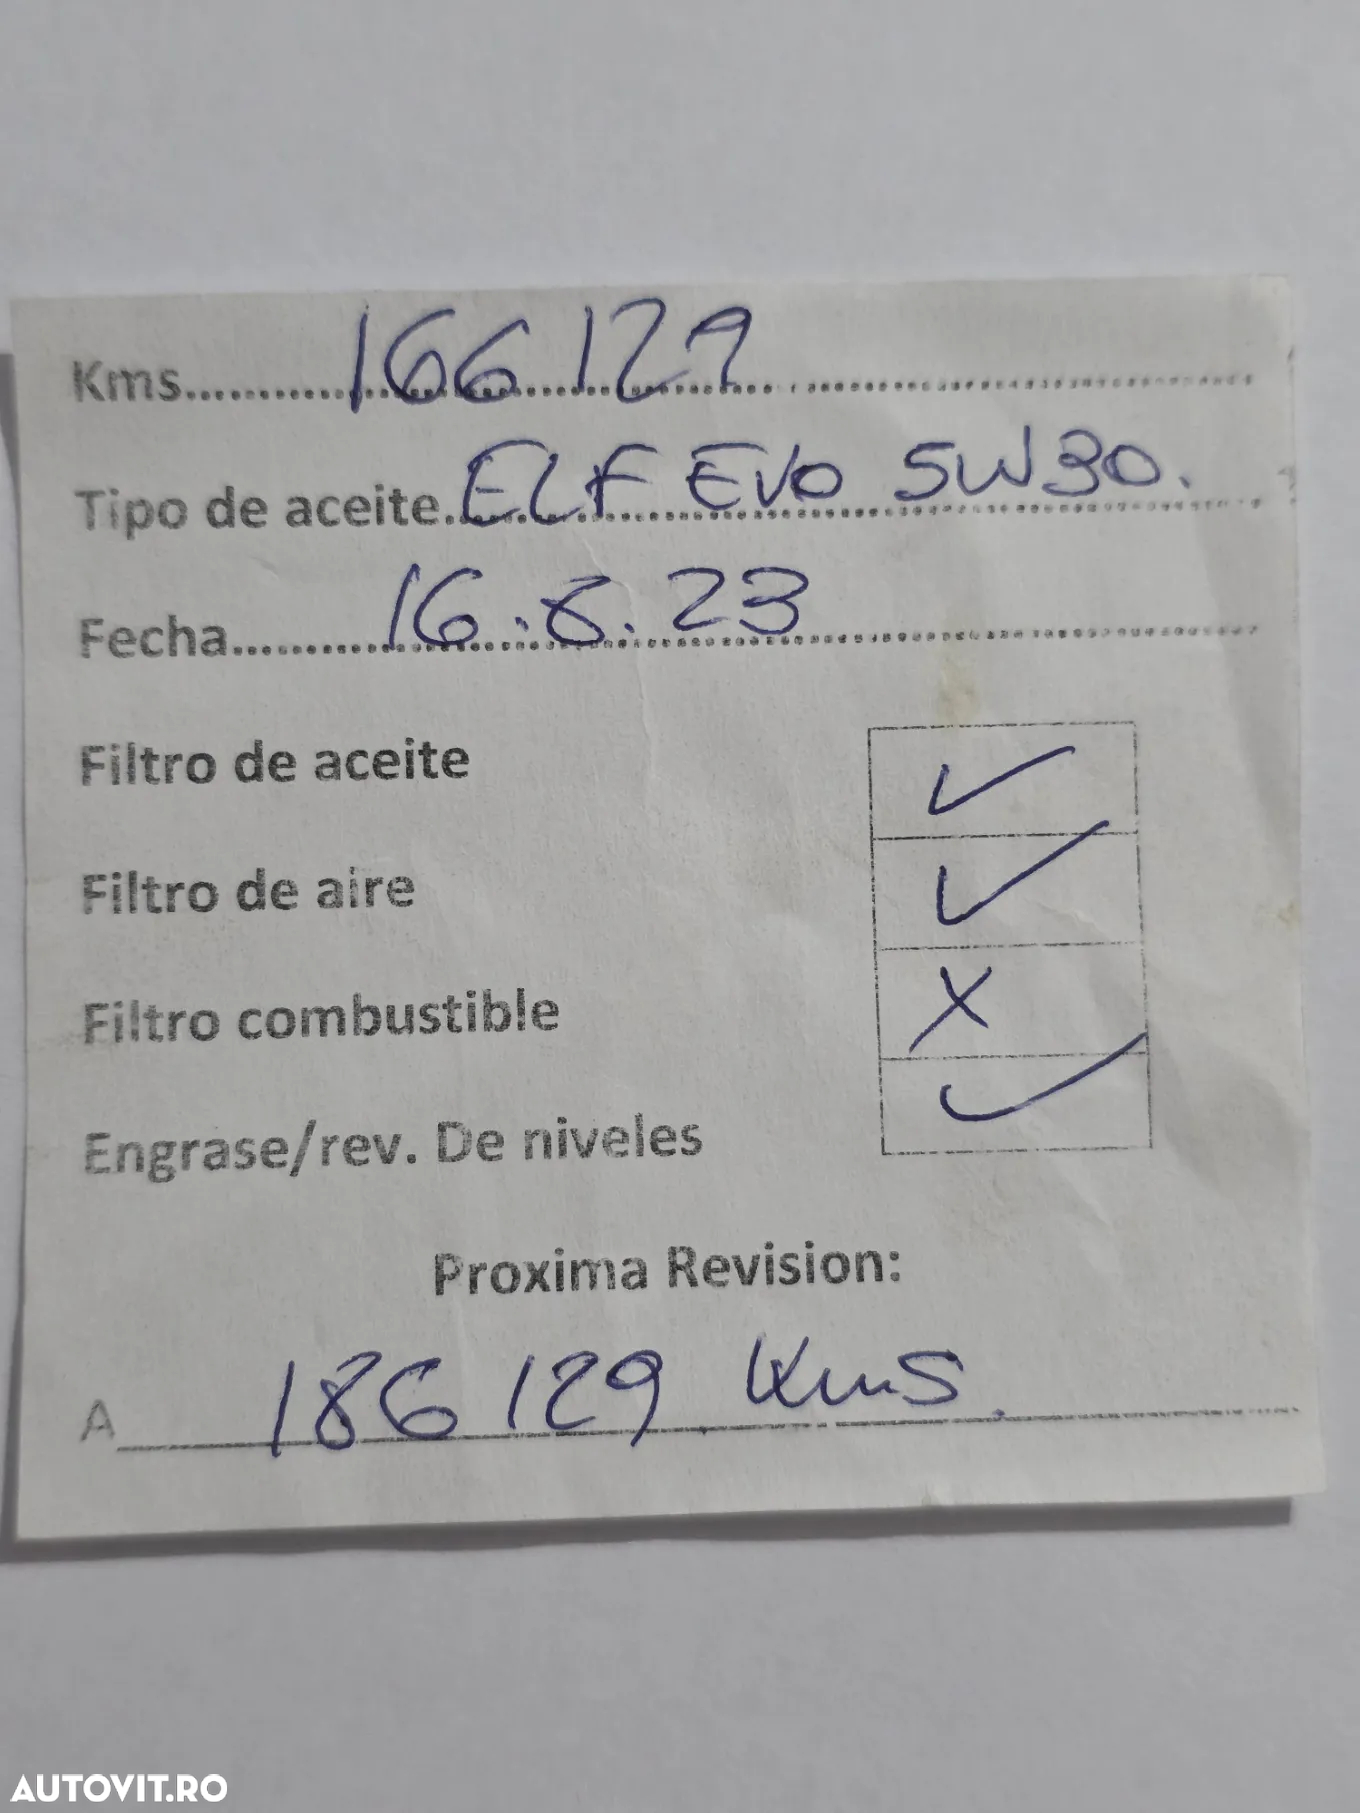 Kms 166129
Tipo de aceite ELF EVO 5W30.
Fecha 16.8.23
Filtro de aceite ✓
Filtro de aire ✓
Filtro combustible X
Engrase/rev. De niveles ✓
Próxima Revision:
A 186129 Kms.
AUTOVIT.RO